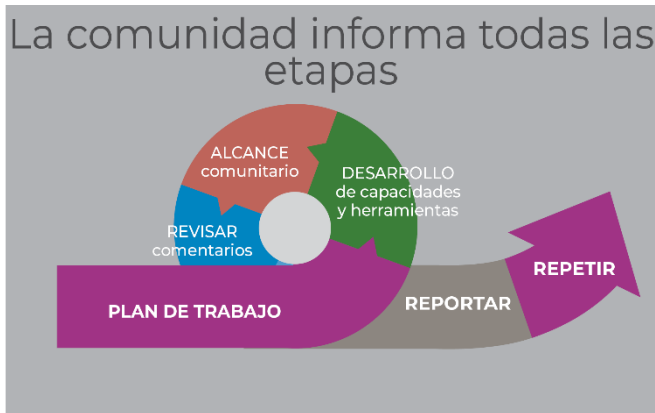 La comunidad informa todas las
etapas
ALCANCE
comunitario
DESARROLLO
de capacidades
y herramientas
REVISAR
comentarios
PLAN DE TRABAJO
REPORTAR
REPETIR